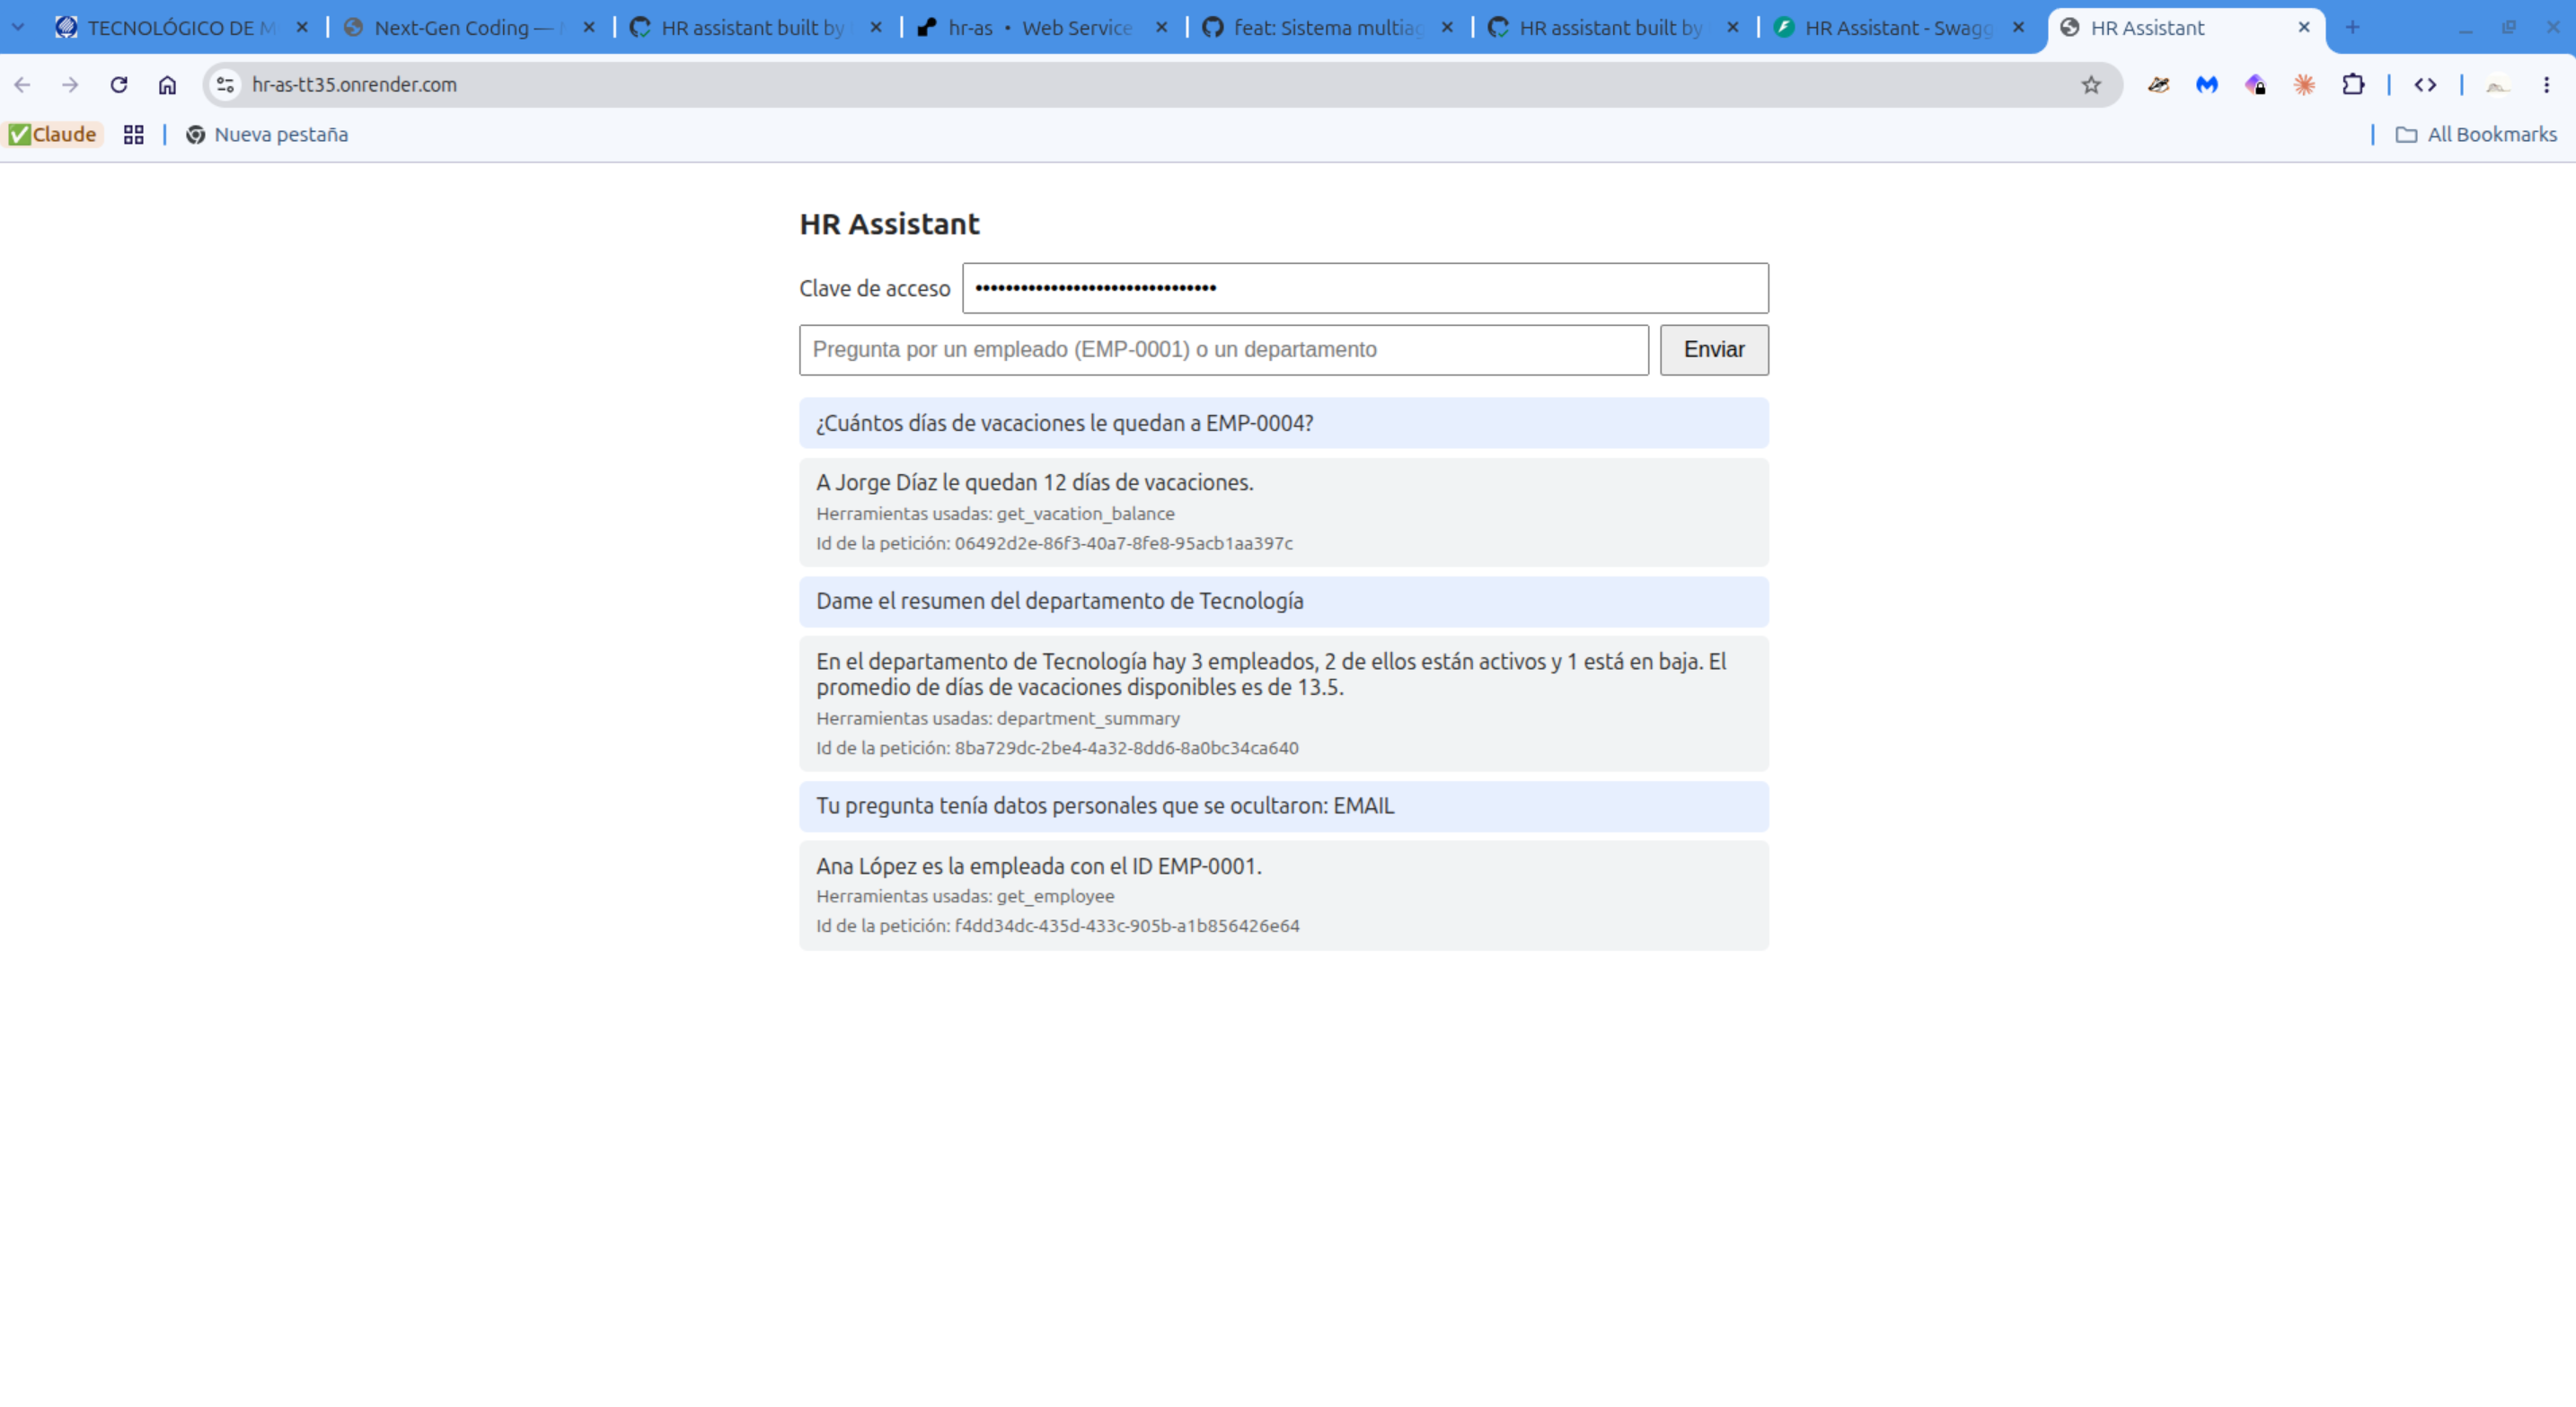 TECNOLÓGICO DE M
Next-Gen Coding —
HR assistant built by
hr-as • Web Service
feat: Sistema multiag
HR assistant built by
HR Assistant - Swagg
HR Assistant
hr-as-tt35.onrender.com
Claude
Nueva pestaña
All Bookmarks
HR Assistant
Clave de acceso
Pregunta por un empleado (EMP-0001) o un departamento
Enviar
¿Cuántos días de vacaciones le quedan a EMP-0004?
A Jorge Díaz le quedan 12 días de vacaciones.
Herramientas usadas: get_vacation_balance
Id de la petición: 06492d2e-86f3-40a7-8fe8-95acb1aa397c
Dame el resumen del departamento de Tecnología
En el departamento de Tecnología hay 3 empleados, 2 de ellos están activos y 1 está en baja. El
promedio de días de vacaciones disponibles es de 13.5.
Herramientas usadas: department_summary
Id de la petición: 8ba729dc-2be4-4a32-8dd6-8a0bc34ca640
Tu pregunta tenía datos personales que se ocultaron: EMAIL
Ana López es la empleada con el ID EMP-0001.
Herramientas usadas: get_employee
Id de la petición: f4dd34dc-435d-433c-905b-a1b856426e64